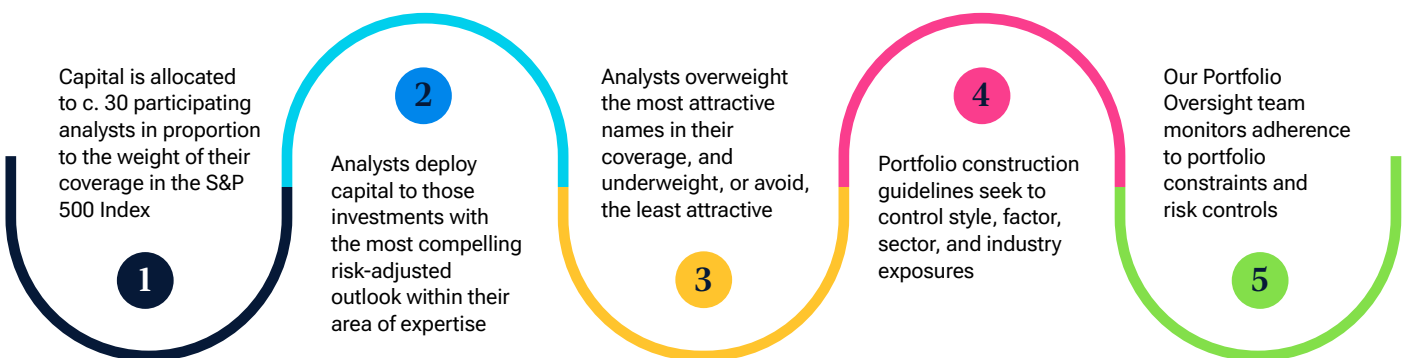 Capital is allocated
to c. 30 participating
analysts in proportion
to the weight of their
coverage in the S&P
500 Index
1
2
Analysts deploy
capital to those
investments with
the most compelling
risk-adjusted
outlook within their
area of expertise
Analysts overweight
the most attractive
names in their
coverage, and
underweight, or avoid,
the least attractive
3
4
Portfolio construction
guidelines seek to
control style, factor,
sector, and industry
exposures
Our Portfolio
Oversight team
monitors adherence
to portfolio
constraints and
risk controls
5